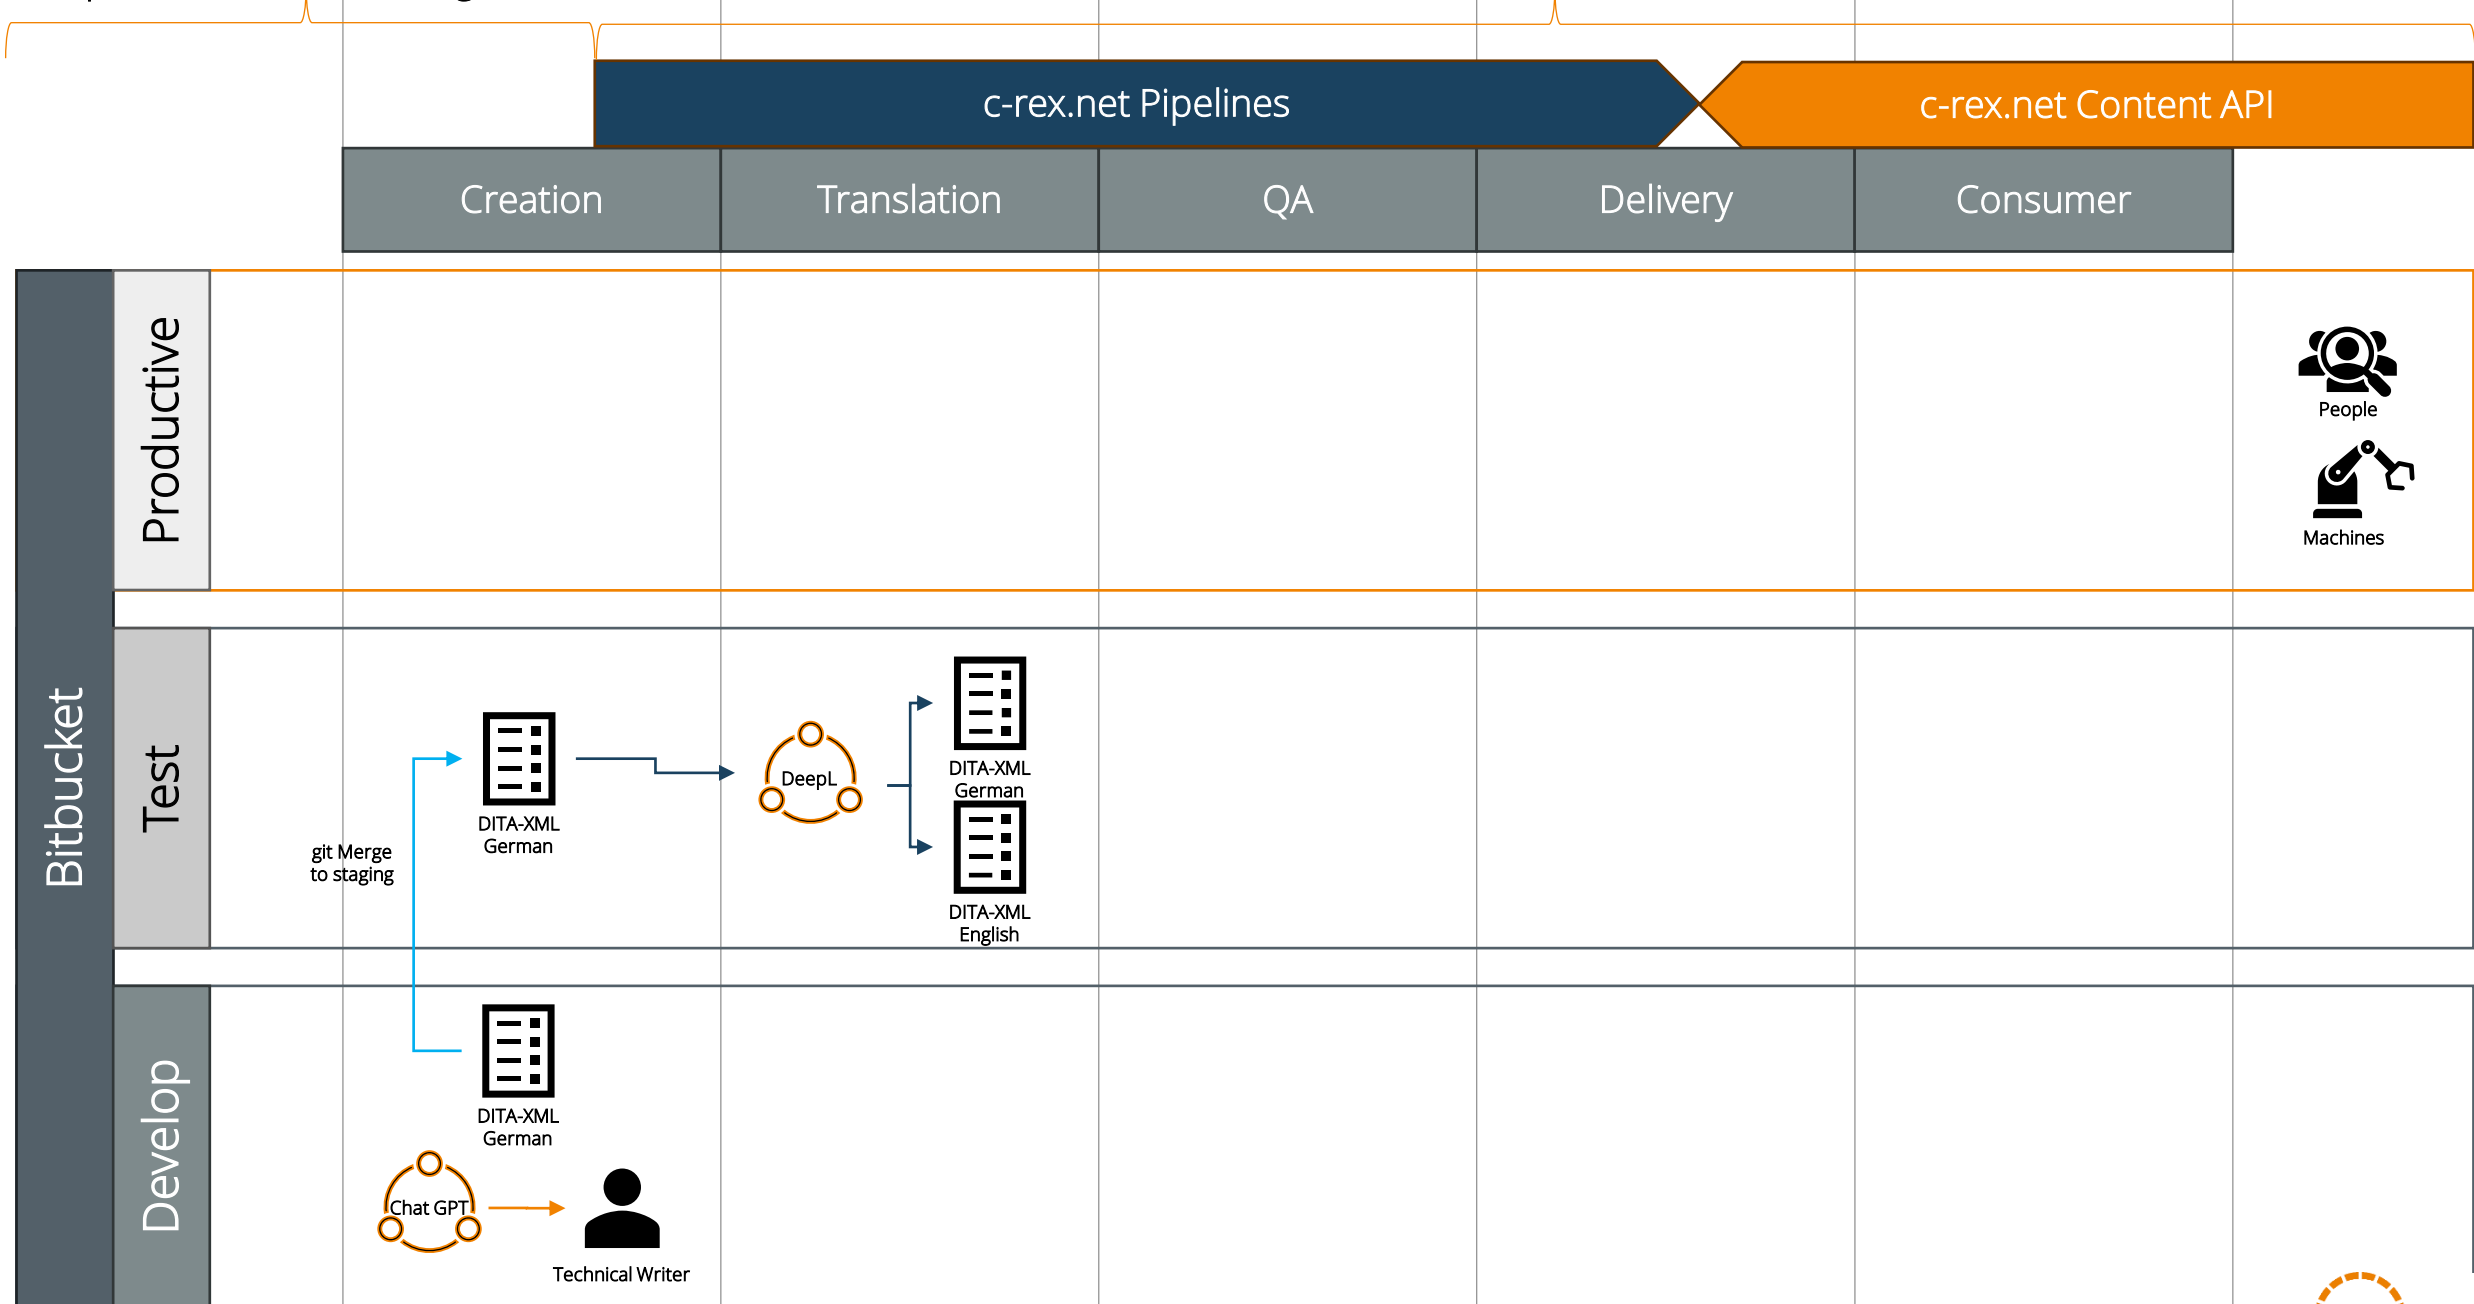 c-rex.net Pipelines
c-rex.net Content API
Creation
Translation
QA
Delivery
Consumer
Bitbucket
Productive
People
Machines
Test
DITA-XML
German
DeepL
DITA-XML
German
DITA-XML
English
git Merge
to staging
Develop
DITA-XML
German
Chat GPT
Technical Writer